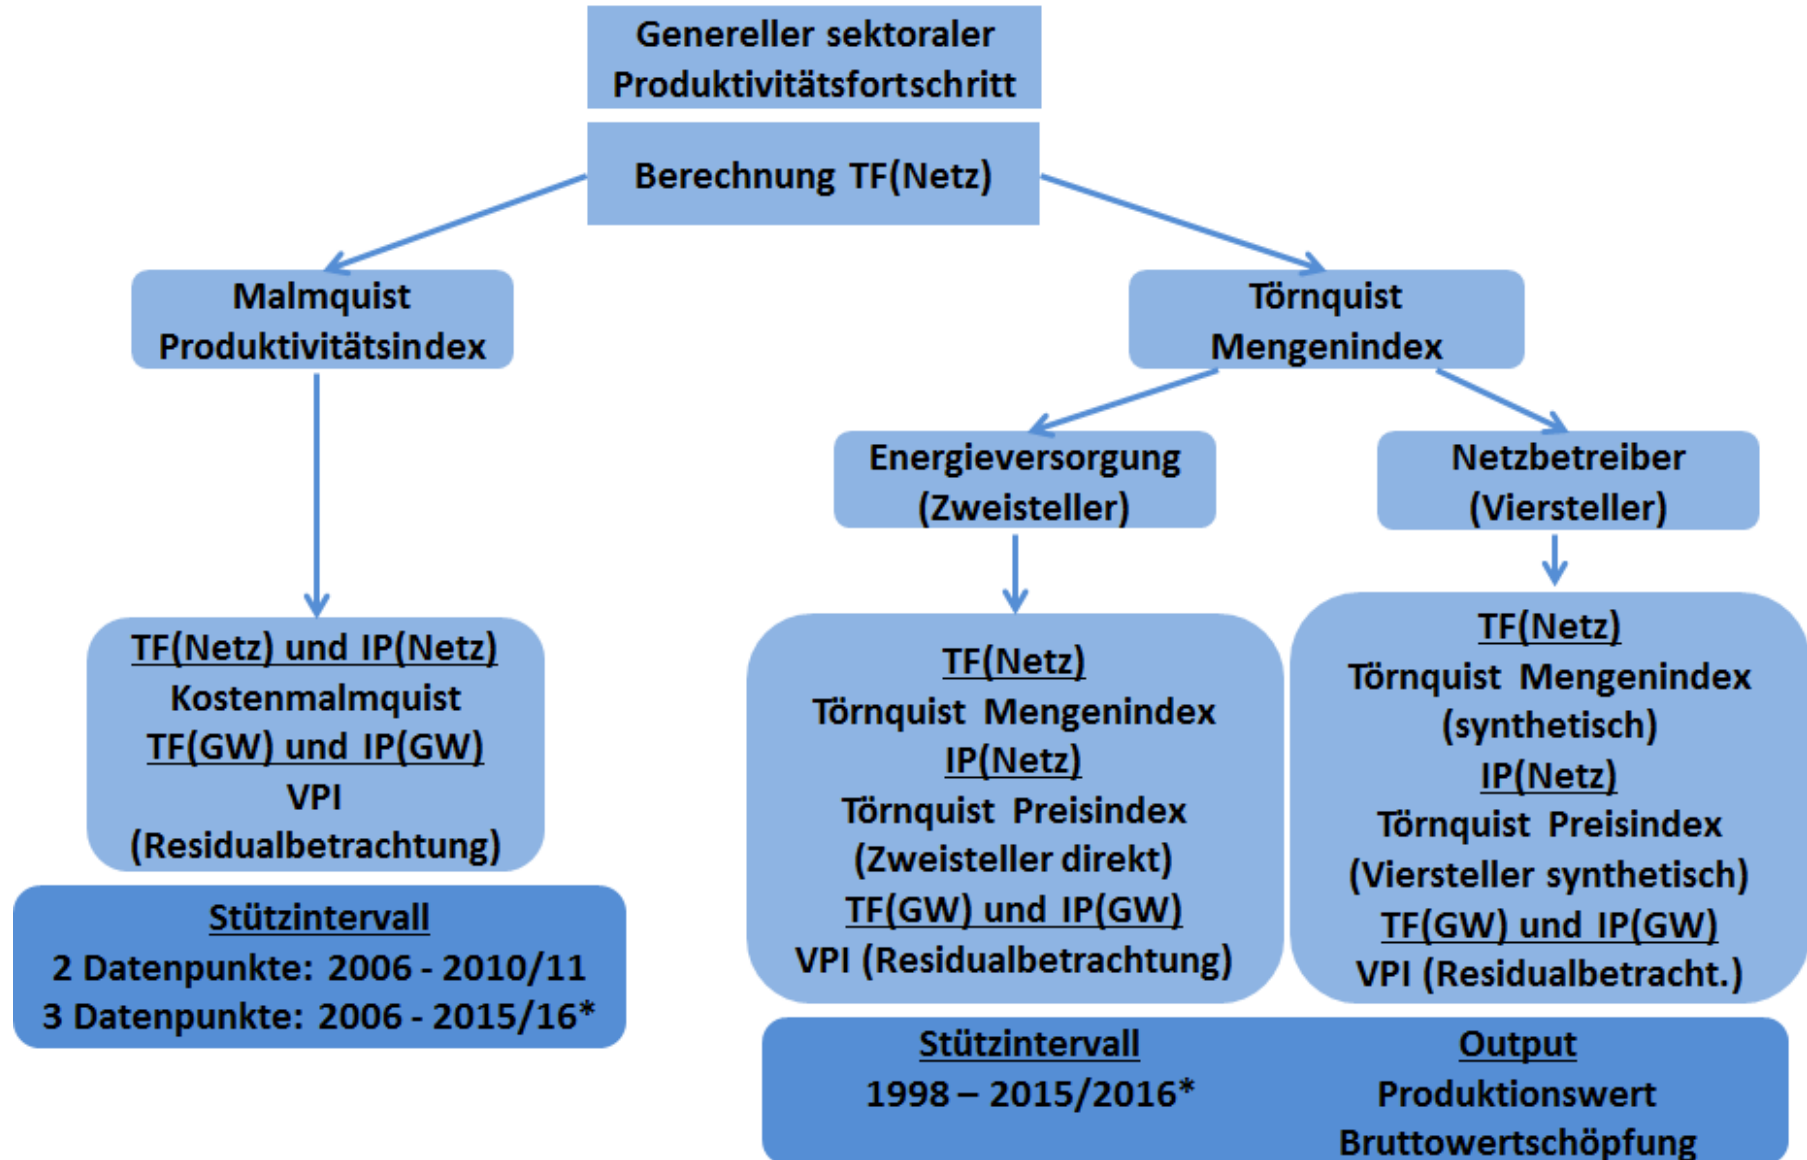 Genereller sektoraler
Produktivitätsfortschritt
Berechnung TF(Netz)
Malmquist
Produktivitätsindex
Törnquist
Mengenindex
Energieversorgung
(Zweisteller)
Netzbetreiber
(Viersteller)
TF(Netz) und IP(Netz)
Kostenmalmquist
TF(GW) und IP(GW)
VPI
(Residualbetrachtung)
Stützintervall
2 Datenpunkte: 2006 - 2010/11
3 Datenpunkte: 2006 - 2015/16*
TF(Netz)
Törnquist Mengenindex
IP(Netz)
Törnquist Preisindex
(Zweisteller direkt)
TF(GW) und IP(GW)
VPI (Residualbetrachtung)
TF(Netz)
Törnquist Mengenindex
(synthetisch)
IP(Netz)
Törnquist Preisindex
(Viersteller synthetisch)
TF(GW) und IP(GW)
VPI (Residualbetracht.)
Stützintervall
1998 – 2015/2016*
Output
Produktionswert
Bruttowertschöpfung